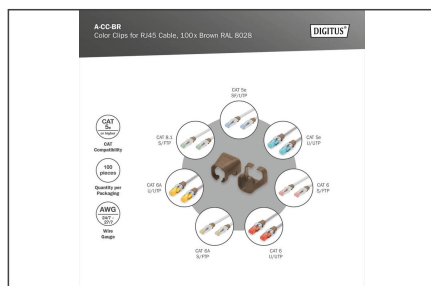 A-CC-BR
Color Clips for RJ45 Cable, 100x Brown RAL 8028
DIGITUS®
CAT 5e
SF/UTP
CAT 8.1
S/FTP
CAT 5e
U/UTP
CAT
5e
or higher
CAT
Compatibility
100
pieces
Quantity per
Packaging
CAT 6A
U/UTP
CAT 6
S/FTP
AWG
24/7 -
27/7
Wire
Gauge
CAT 6A
S/FTP
CAT 6
U/UTP